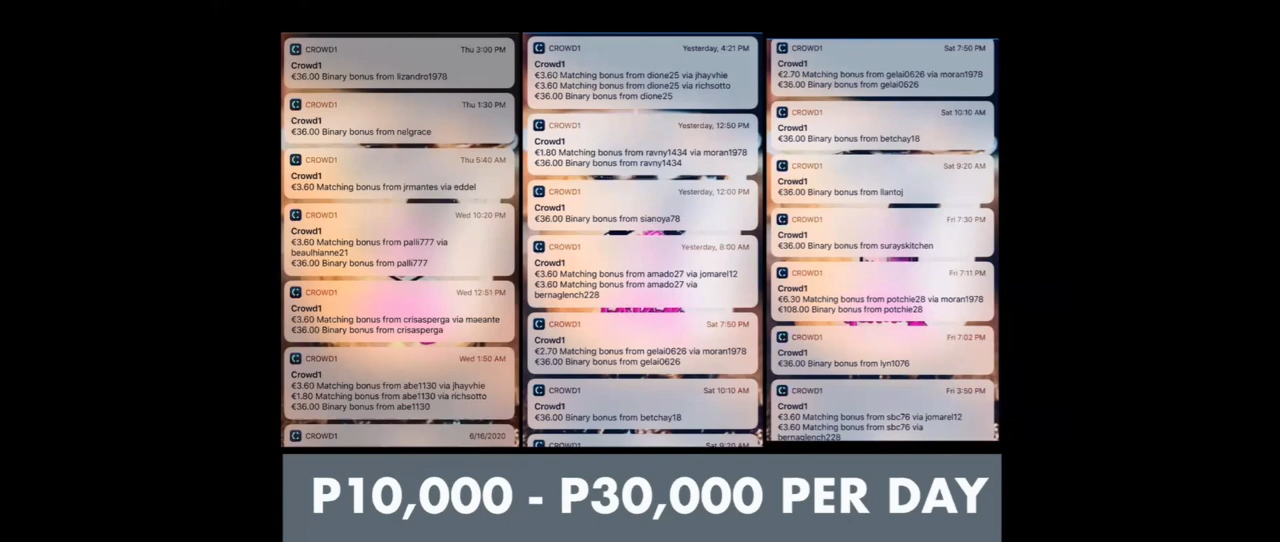 CROWD1 Thu 3:00 PM
Crowd1
€36.00 Binary bonus from lizandro1978
CROWD1 Thu 1:30 PM
Crowd1
€36.00 Binary bonus from nelgrace
CROWD1 Thu 5:40 AM
Crowd1
€3.60 Matching bonus from jrmantes via eddel
CROWD1 Wed 10:20 PM
Crowd1
€3.60 Matching bonus from palli777 via
beaulhianne21
€36.00 Binary bonus from palli777
CROWD1 Wed 12:51 PM
Crowd1
€3.60 Matching bonus from crisasperga via maeante
€36.00 Binary bonus from crisasperga
CROWD1 Wed 1:50 AM
Crowd1
€3.60 Matching bonus from abe1130 via jhayvhie
€1.80 Matching bonus from abe1130 via richsotto
€36.00 Binary bonus from abe1130
CROWD1 6/16/2020
CROWD1 Yesterday, 4:21 PM
Crowd1
€3.60 Matching bonus from dione25 via jhayvhie
€3.60 Matching bonus from dione25 via richsotto
€36.00 Binary bonus from dione25
CROWD1 Yesterday, 12:50 PM
Crowd1
€1.80 Matching bonus from ravny1434 via moran1978
€36.00 Binary bonus from ravny1434
CROWD1 Yesterday, 12:00 PM
Crowd1
€36.00 Binary bonus from sianoya78
CROWD1 Yesterday, 8:00 AM
Crowd1
€3.60 Matching bonus from amado27 via jomarel12
€3.60 Matching bonus from amado27 via
bernaglench228
CROWD1 Sat 7:50 PM
Crowd1
€2.70 Matching bonus from gelai0626 via moran1978
€36.00 Binary bonus from gelai0626
CROWD1 Sat 10:10 AM
Crowd1
€36.00 Binary bonus from betchay18
CROWD1 Sat 9:20 AM
CROWD1 Sat 7:50 PM
Crowd1
€2.70 Matching bonus from gelai0626 via moran1978
€36.00 Binary bonus from gelai0626
CROWD1 Sat 10:10 AM
Crowd1
€36.00 Binary bonus from betchay18
CROWD1 Sat 9:20 AM
Crowd1
€36.00 Binary bonus from llantoj
CROWD1 Fri 7:30 PM
Crowd1
€36.00 Binary bonus from surayskitchen
CROWD1 Fri 7:11 PM
Crowd1
€6.30 Matching bonus from potchie28 via moran1978
€108.00 Binary bonus from potchie28
CROWD1 Fri 7:02 PM
Crowd1
€36.00 Binary bonus from lyn1076
CROWD1 Fri 3:50 PM
Crowd1
€3.60 Matching bonus from sbc76 via jomarel12
€3.60 Matching bonus from sbc76 via
bernaglench228
P10,000 - P30,000 PER DAY